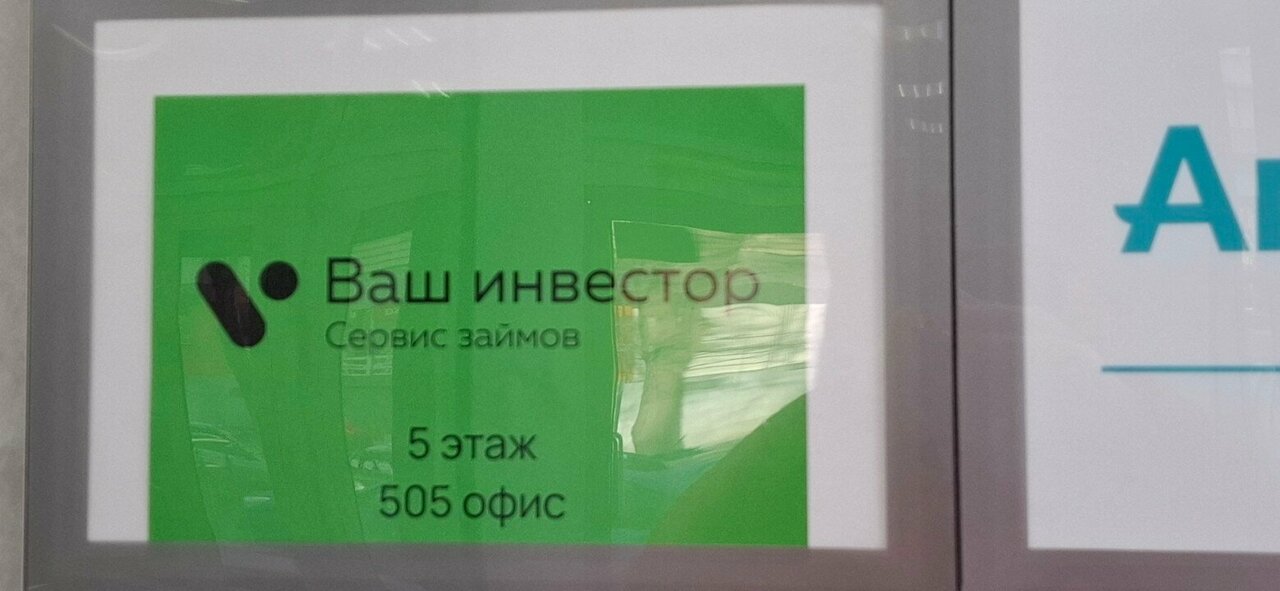 Ваш инвестор
Сервис займов
5 этаж
505 офис